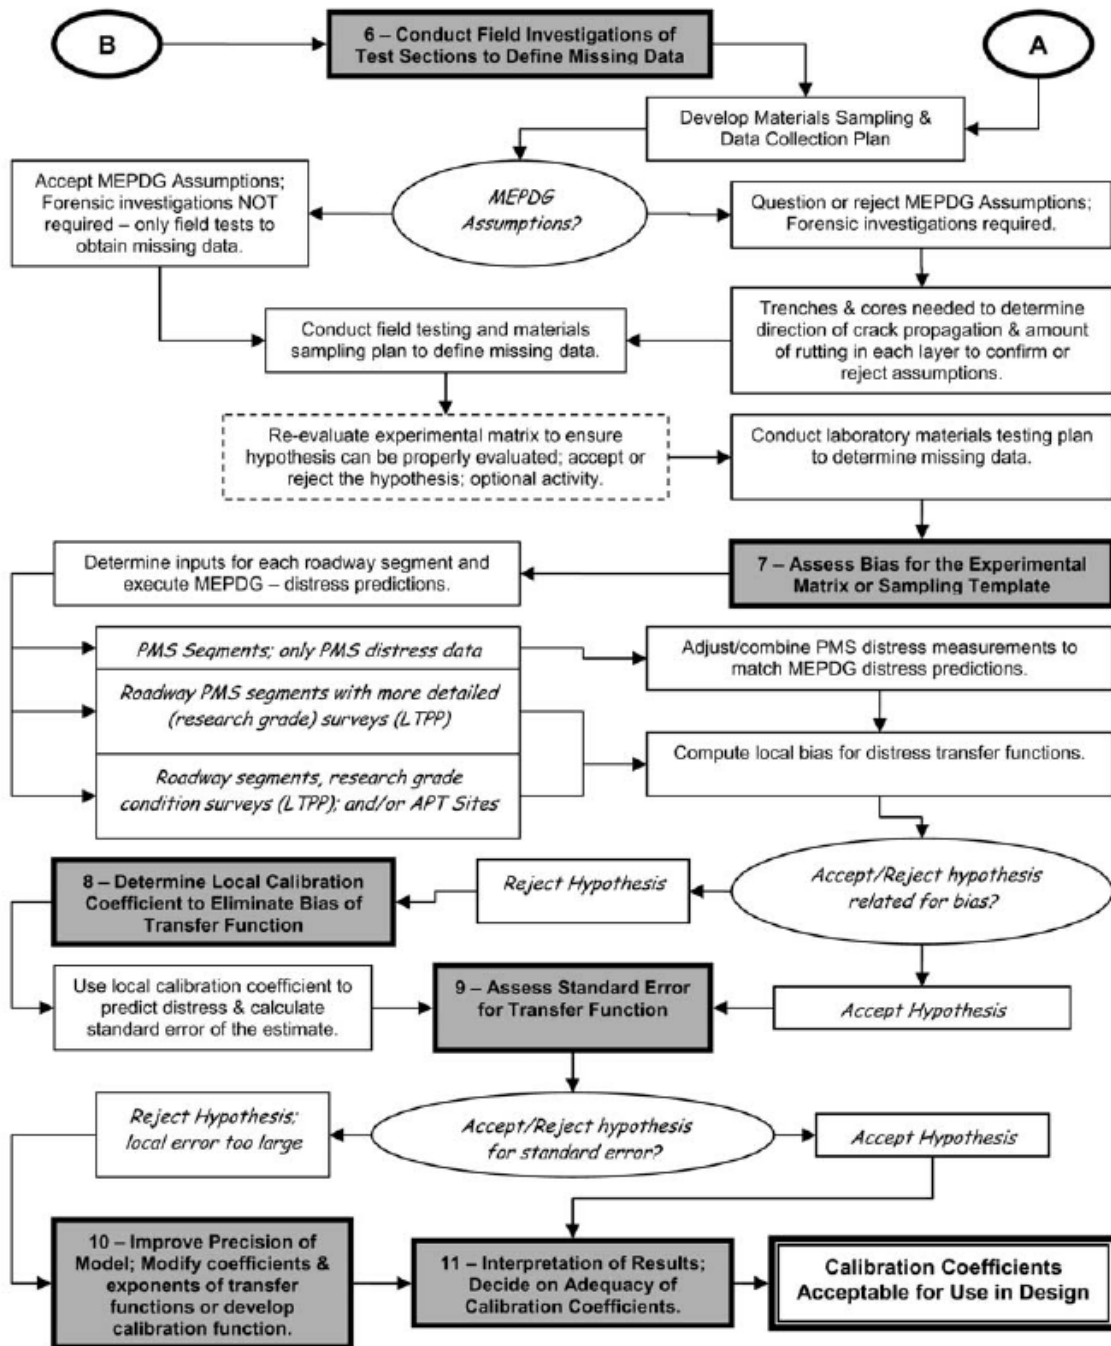 B
6 – Conduct Field Investigations of
Test Sections to Define Missing Data
A
Develop Materials Sampling &
Data Collection Plan
Accept MEPDG Assumptions;
Forensic investigations NOT
required – only field tests to
obtain missing data.
MEPDG
Assumptions?
Question or reject MEPDG Assumptions;
Forensic investigations required.
Conduct field testing and materials
sampling plan to define missing data.
Trenches & cores needed to determine
direction of crack propagation & amount
of rutting in each layer to confirm or
reject assumptions.
Re-evaluate experimental matrix to ensure
hypothesis can be properly evaluated; accept or
reject the hypothesis; optional activity.
Conduct laboratory materials testing plan
to determine missing data.
Determine inputs for each roadway segment and
execute MEPDG – distress predictions.
7 – Assess Bias for the Experimental
Matrix or Sampling Template
PMS Segments; only PMS distress data
Roadway PMS segments with more detailed
(research grade) surveys (LTPP)
Roadway segments, research grade
condition surveys (LTPP); and/or APT Sites
Adjust/combine PMS distress measurements to
match MEPDG distress predictions.
Compute local bias for distress transfer functions.
8 – Determine Local Calibration
Coefficient to Eliminate Bias of
Transfer Function
Reject Hypothesis
Accept/Reject hypothesis
related for bias?
Use local calibration coefficient to
predict distress & calculate
standard error of the estimate.
9 – Assess Standard Error
for Transfer Function
Accept Hypothesis
Reject Hypothesis;
local error too large
Accept/Reject hypothesis
for standard error?
Accept Hypothesis
10 – Improve Precision of
Model; Modify coefficients &
exponents of transfer
functions or develop
calibration function.
11 – Interpretation of Results;
Decide on Adequacy of
Calibration Coefficients.
Calibration Coefficients
Acceptable for Use in Design